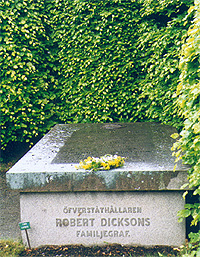 ÖFVERSTÅTHÅLLAREN
ROBERT DICKSONS
FAMILJEGRAF.